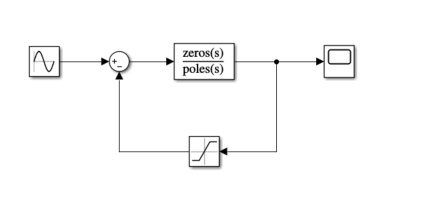 +
−
zeros(s)
poles(s)